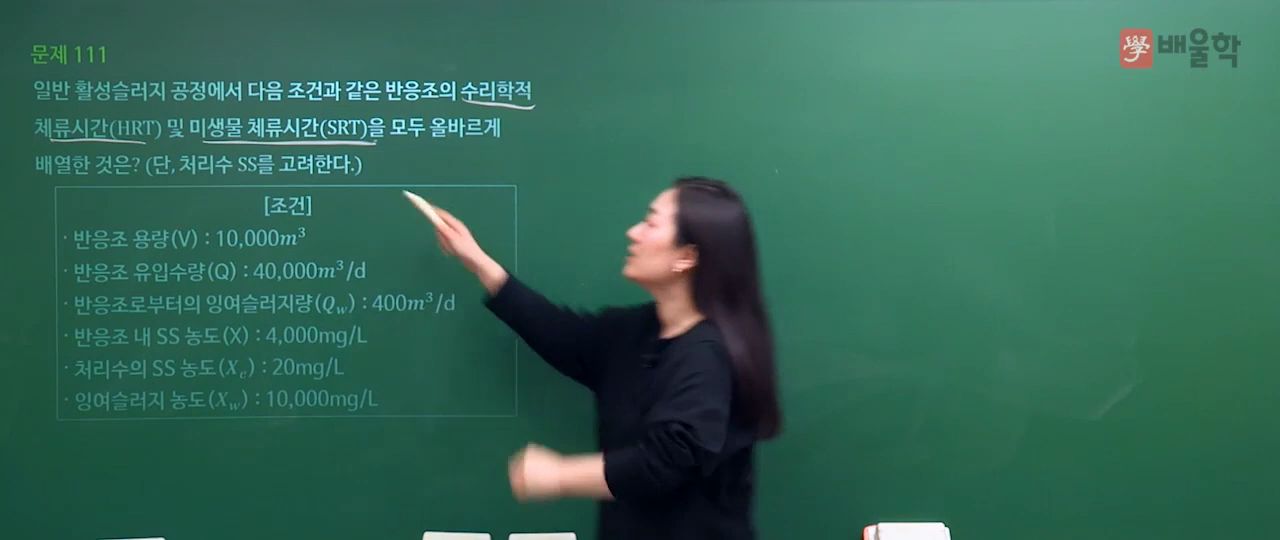 문제 111
일반 활성슬러지 공정에서 다음 조건과 같은 반응조의 수리학적
체류시간(HRT) 및 미생물 체류시간(SRT)을 모두 올바르게
배열한 것은? (단, 처리수 SS를 고려한다.)
[조건]
· 반응조 용량(V) : 10,000m³
· 반응조 유입수량(Q) : 40,000m³/d
· 반응조로부터의 잉여슬러지량(Q_w) : 400m³/d
· 반응조 내 SS 농도(X) : 4,000mg/L
· 처리수의 SS 농도(X_e) : 20mg/L
· 잉여슬러지 농도(X_w) : 10,000mg/L
學 배울학